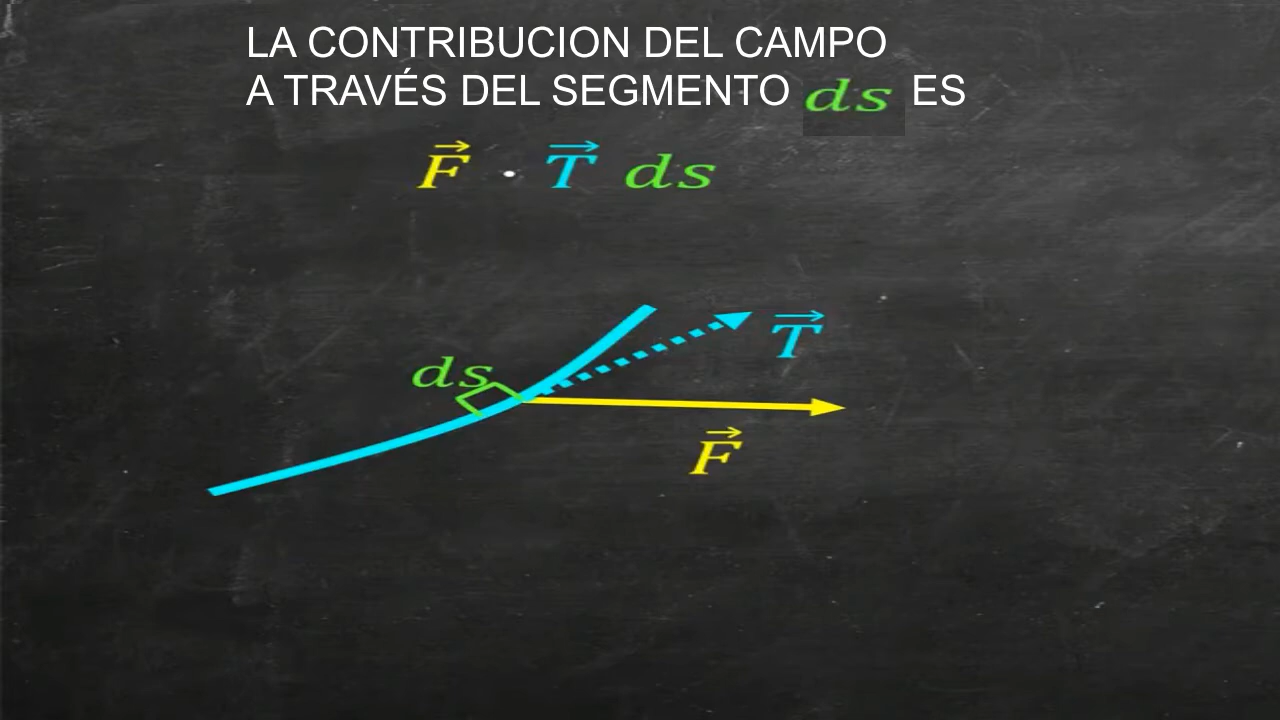 LA CONTRIBUCION DEL CAMPO
A TRAVÉS DEL SEGMENTO ds ES
F⃗ · T⃗ ds
T⃗
ds
F⃗